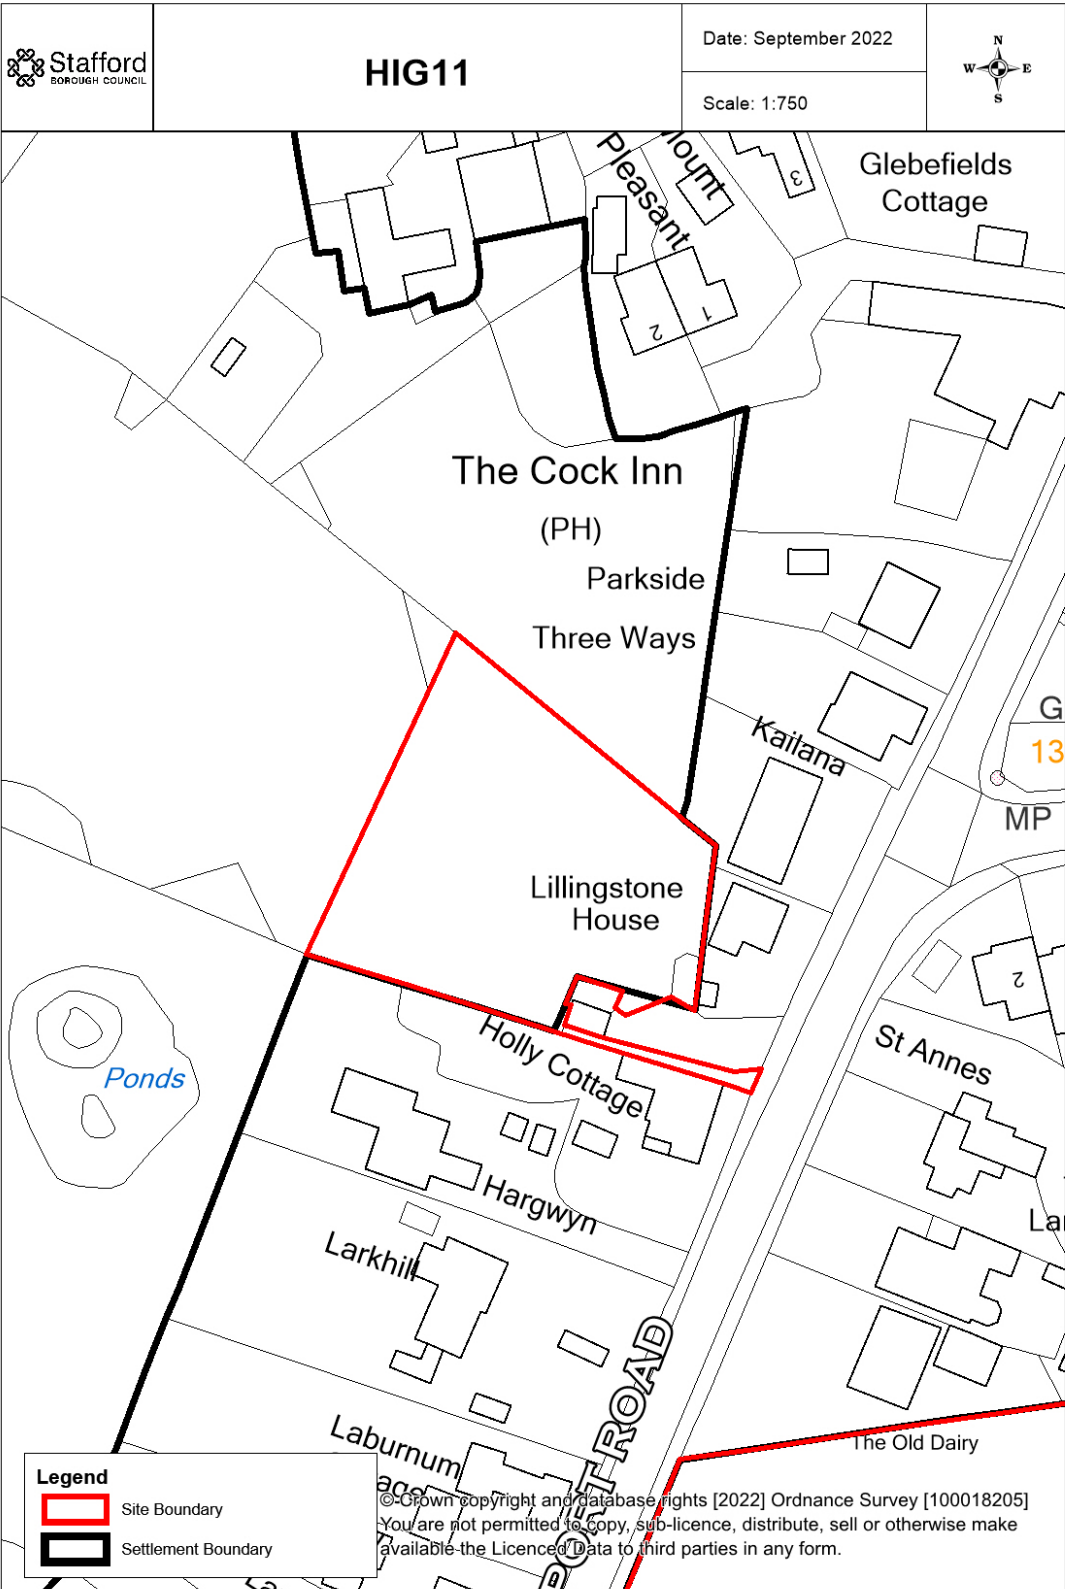 Stafford
BOROUGH COUNCIL
HIG11
Date: September 2022
Scale: 1:750
N
W E
S
Mount
Pleasant
3
Glebefields
Cottage
1
2
The Cock Inn
(PH)
Parkside
Three Ways
Kailana
G
13
MP
Lillingstone
House
2
Holly Cottage
St Annes
Ponds
Hargwyn
Larkhill
La
PORT ROAD
Laburnum
age
The Old Dairy
Legend
Site Boundary
Settlement Boundary
© Crown copyright and database rights [2022] Ordnance Survey [100018205]
You are not permitted to copy, sub-licence, distribute, sell or otherwise make
available the Licenced Data to third parties in any form.